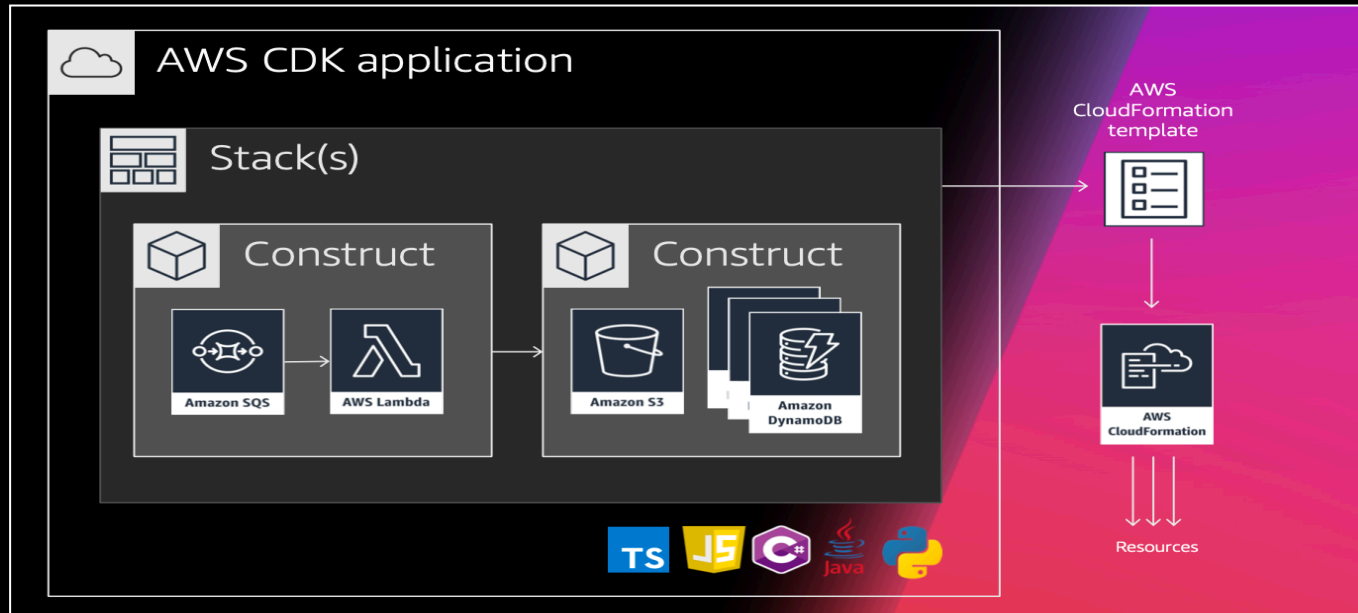 AWS CDK application
Stack(s)
Construct
Amazon SQS
AWS Lambda
Construct
Amazon S3
Amazon
DynamoDB
TS
JS
C#
Java
AWS
CloudFormation
template
AWS
CloudFormation
Resources